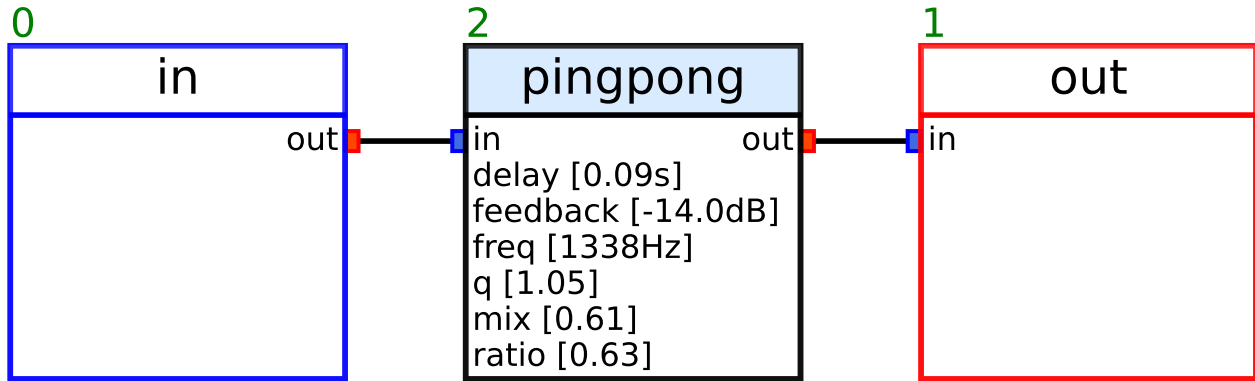 0 2 1
in pingpong out
out in out in
delay [0.09s]
feedback [-14.0dB]
freq [1338Hz]
q [1.05]
mix [0.61]
ratio [0.63]